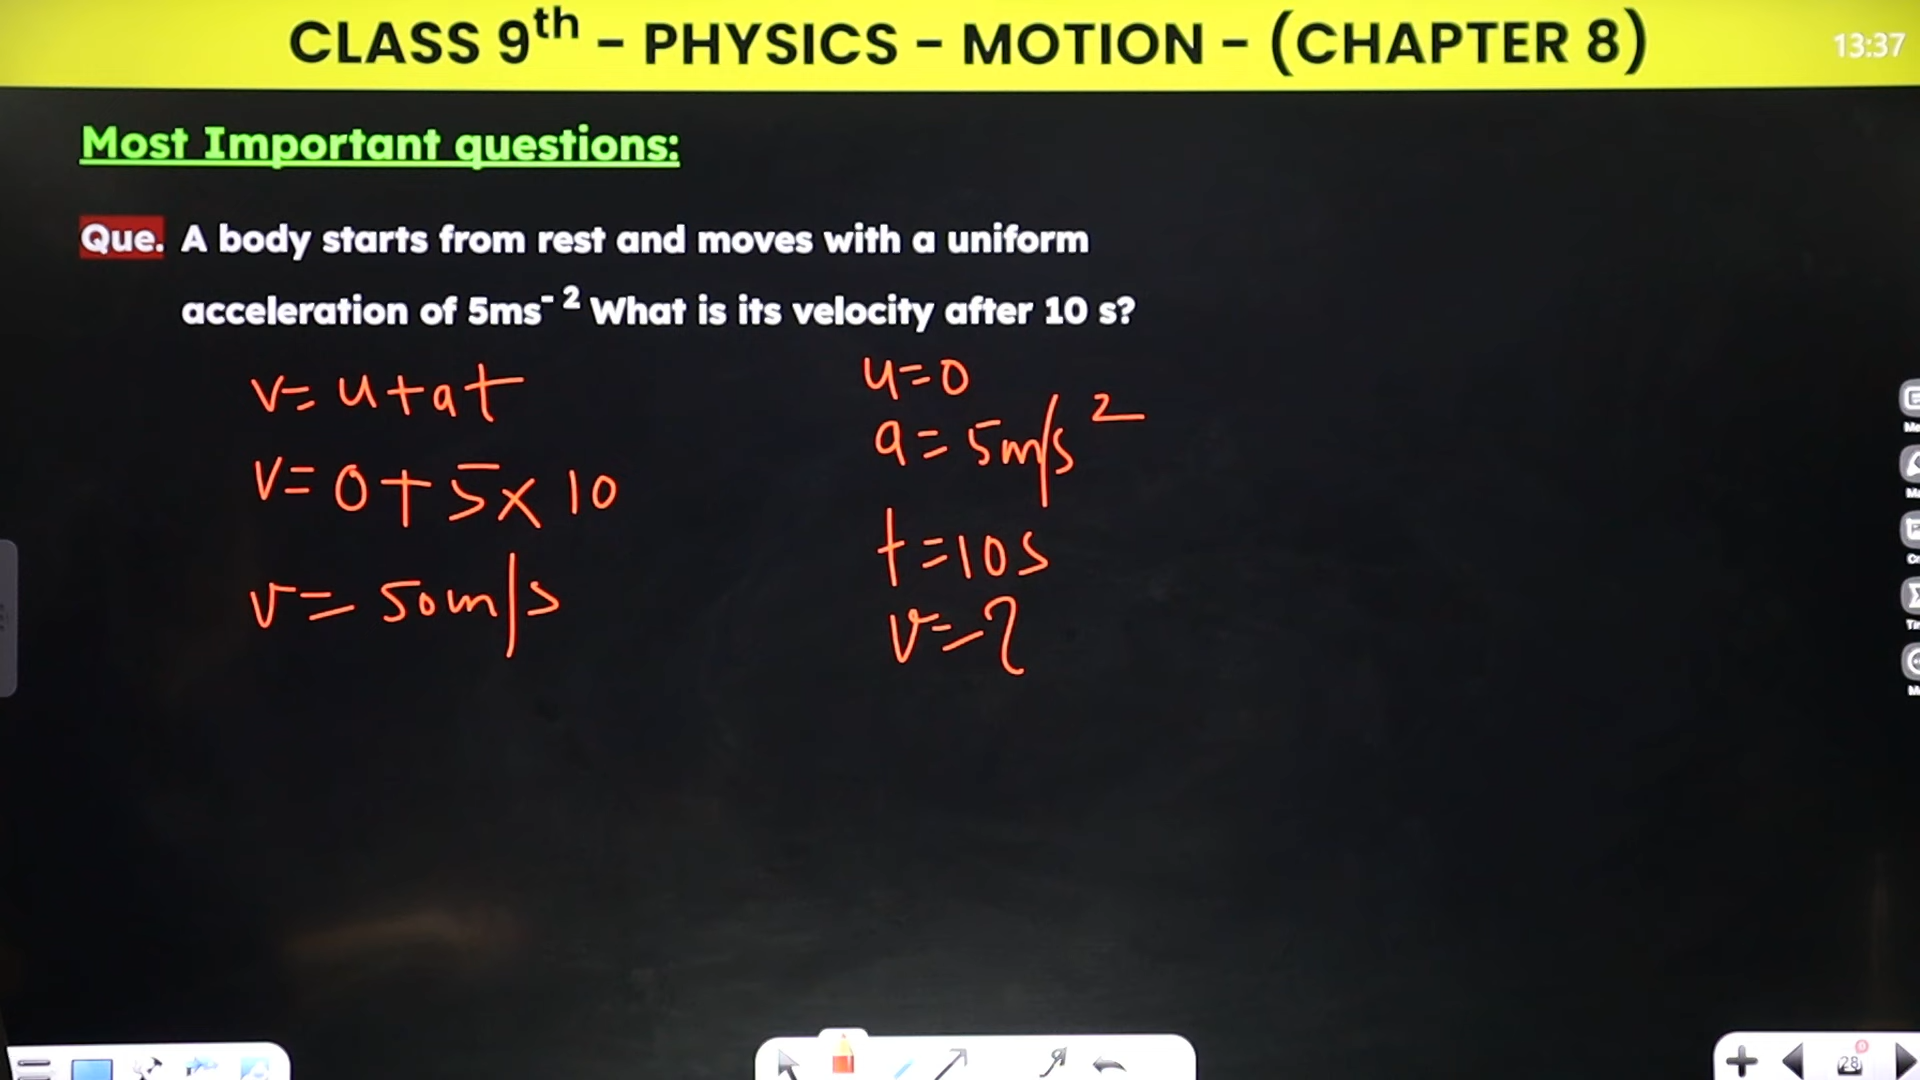 CLASS 9th - PHYSICS - MOTION - (CHAPTER 8)
13:37
Most Important questions:
Que. A body starts from rest and moves with a uniform
acceleration of 5ms⁻² What is its velocity after 10 s?
v=u+at
v=0+5×10
v=50m/s
u=0
a=5m/s²
t=10s
v=?
28